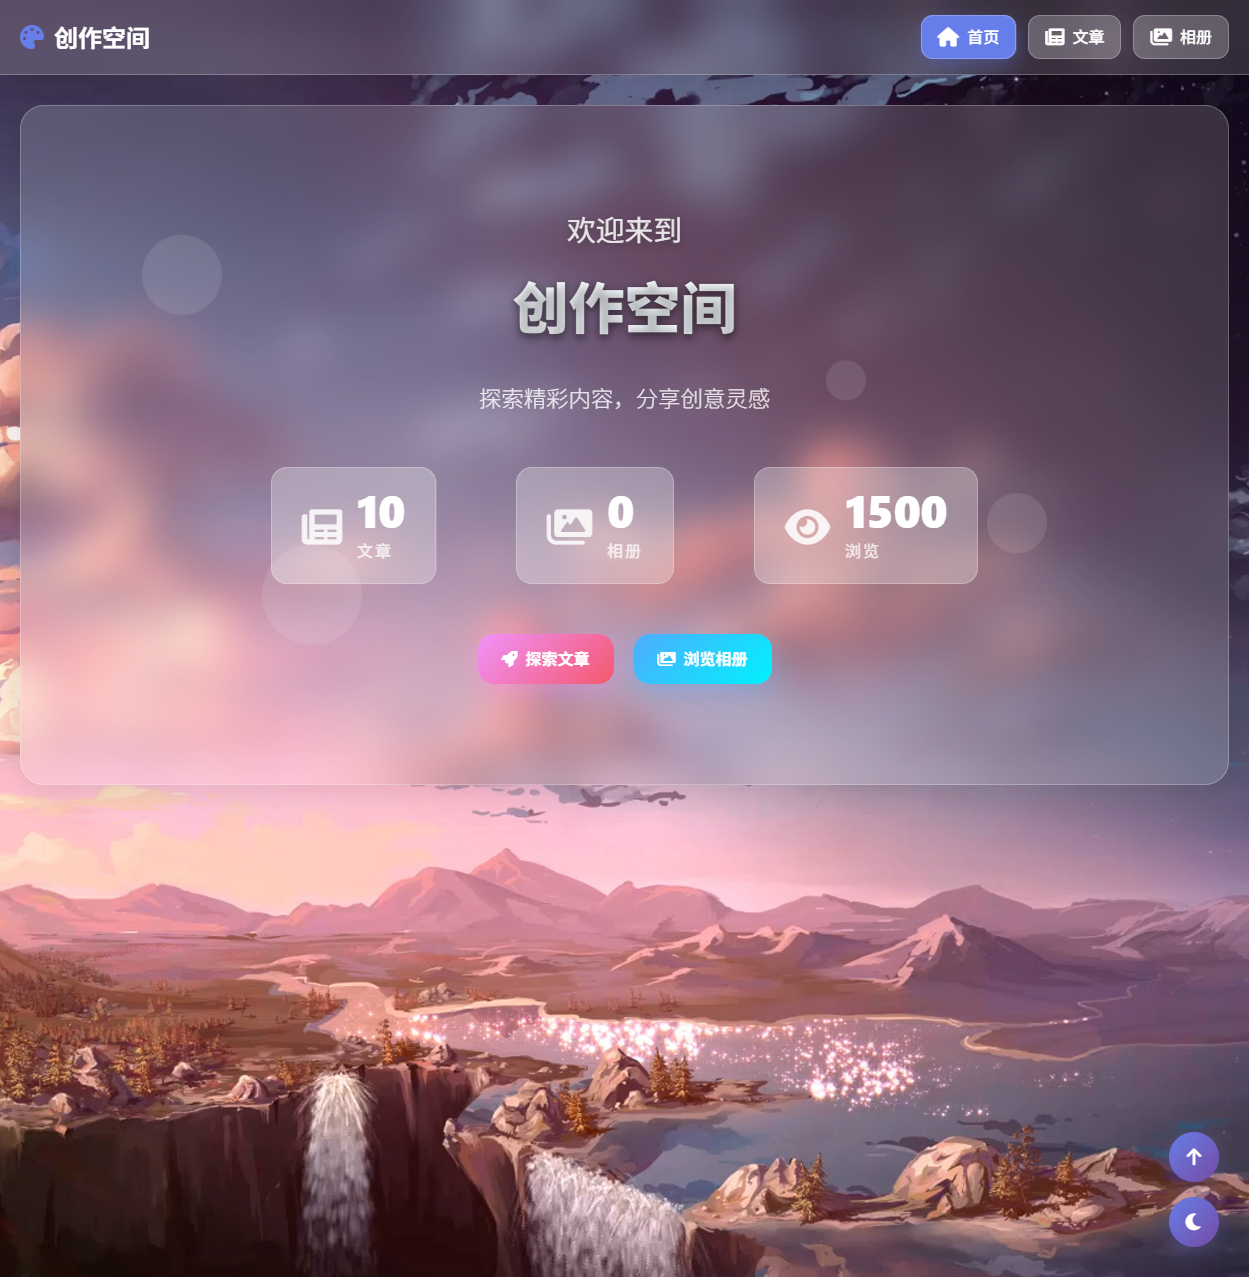 创作空间
首页
文章
相册
欢迎来到
创作空间
探索精彩内容，分享创意灵感
10
文章
0
相册
1500
浏览
探索文章
浏览相册